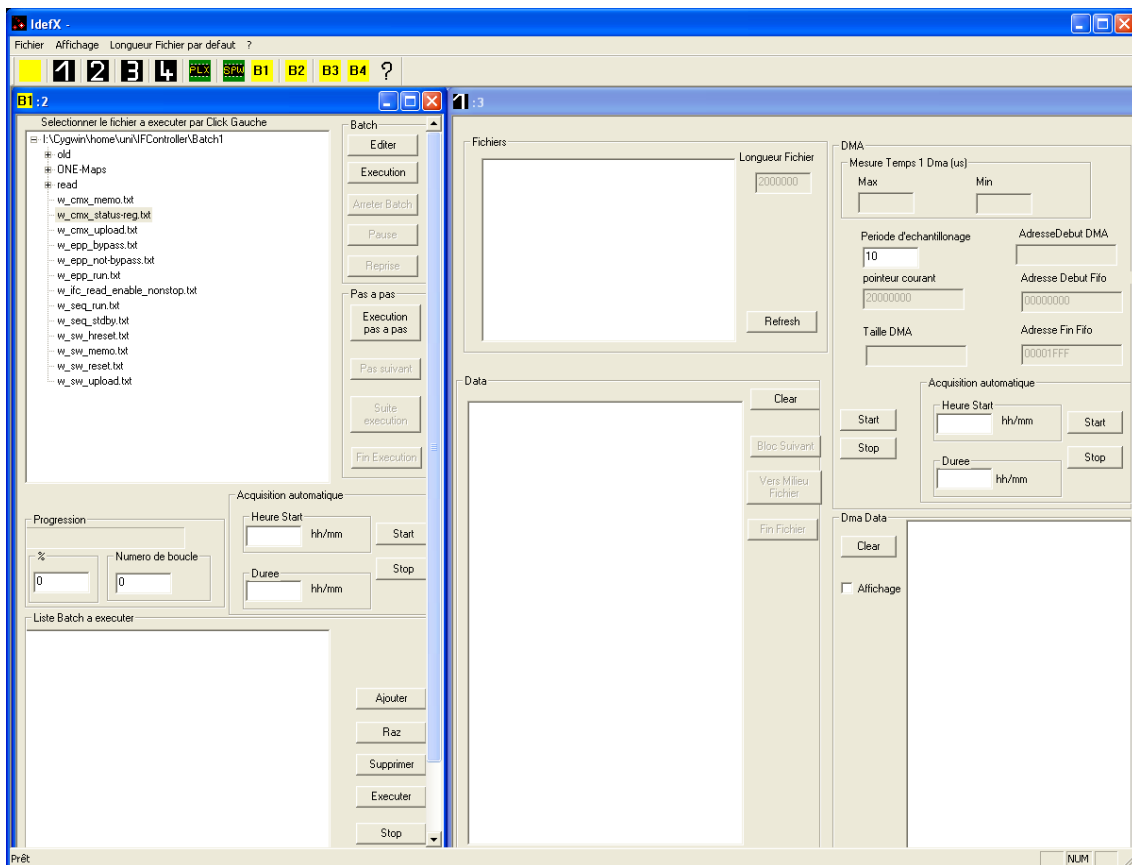 IdefX -
Fichier Affichage Longueur Fichier par defaut ?
1 2 3 4 PLX SPW B1 B2 B3 B4 ?
B1 :2
Selectionner le fichier a executer par Click Gauche
I:\Cygwin\home\uni\IFController\Batch1
old
ONE-Maps
read
w_cmx_memo.txt
w_cmx_status-reg.txt
w_cmx_upload.txt
w_epp_bypass.txt
w_epp_not-bypass.txt
w_epp_run.txt
w_ifc_read_enable_nonstop.txt
w_seq_run.txt
w_seq_stdby.txt
w_sw_hreset.txt
w_sw_memo.txt
w_sw_reset.txt
w_sw_upload.txt
Batch
Editer
Execution
Arreter Batch
Pause
Reprise
Pas a pas
Execution
pas a pas
Pas suivant
Suite
execution
Fin Execution
Progression
%
0
Numero de boucle
0
Acquisition automatique
Heure Start
hh/mm
Start
Duree
hh/mm
Stop
Liste Batch a executer
Ajouter
Raz
Supprimer
Executer
Stop
1 :3
Fichiers
Longueur Fichier
2000000
Refresh
Data
Clear
Bloc Suivant
Vers Milieu
Fichier
Fin Fichier
DMA
Mesure Temps 1 Dma (us)
Max Min
Periode d'echantillonage
10
AdresseDebut DMA
pointeur courant
20000000
Adresse Debut Fifo
00000000
Taille DMA
Adresse Fin Fifo
00001FFF
Start
Stop
Acquisition automatique
Heure Start
hh/mm
Start
Duree
hh/mm
Stop
Dma Data
Clear
Affichage
Prêt
NUM